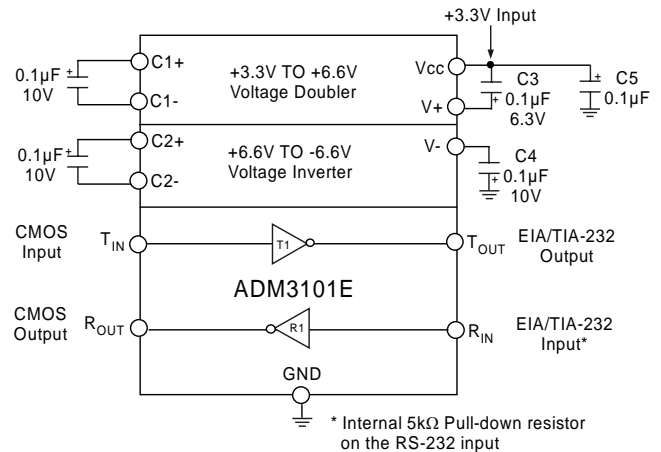 +3.3V Input
C1+
+3.3V TO +6.6V
Voltage Doubler
Vcc
C3
C5
0.1µF
10V
+
C1-
V+
+
0.1µF
6.3V
+
0.1µF
C2+
+6.6V TO -6.6V
Voltage Inverter
V-
0.1µF
10V
+
C2-
C4
+
0.1µF
10V
CMOS
Input
TIN
T1
TOUT
EIA/TIA-232
Output
ADM3101E
CMOS
Output
ROUT
R1
RIN
EIA/TIA-232
Input*
GND
* Internal 5kΩ Pull-down resistor
on the RS-232 input